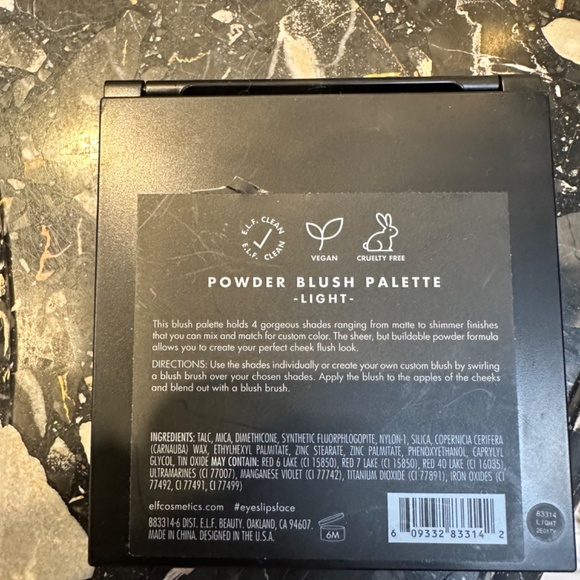 E.L.F. CLEAN
E.L.F. CLEAN
VEGAN
CRUELTY FREE
POWDER BLUSH PALETTE
-LIGHT-
This blush palette holds 4 gorgeous shades ranging from matte to shimmer finishes
that you can mix and match for custom color. The sheer, but buildable powder formula
allows you to create your perfect cheek flush look.
DIRECTIONS: Use the shades individually or create your own custom blush by swirling
a blush brush over your chosen shades. Apply the blush to the apples of the cheeks
and blend out with a blush brush.
INGREDIENTS: TALC, MICA, DIMETHICONE, SYNTHETIC FLUORPHLOGOPITE, NYLON-1, SILICA, COPERNICIA CERIFERA
(CARNAUBA) WAX, ETHYLHEXYL PALMITATE, ZINC STEARATE, ZINC PALMITATE, PHENOXYETHANOL, CAPRYLYL
GLYCOL, TIN OXIDE MAY CONTAIN: RED 6 LAKE (CI 15850), RED 7 LAKE (CI 15850), RED 40 LAKE (CI 16035),
ULTRAMARINES (CI 77007), MANGANESE VIOLET (CI 77742), TITANIUM DIOXIDE (CI 77891), IRON OXIDES (CI
77492, CI 77491, CI 77499)
elfcosmetics.com #eyeslipsface
B83314-6 DIST. E.L.F. BEAUTY. OAKLAND, CA 94607.
MADE IN CHINA. DESIGNED IN THE U.S.A.
6M
6 09332 83314 2
83314
LIGHT